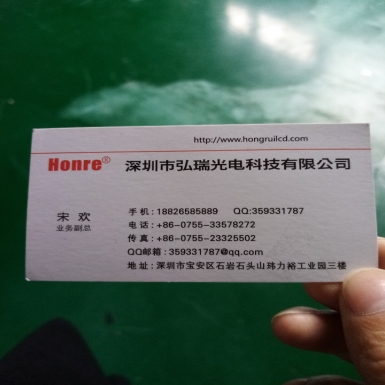 http://www.hongruilcd.com
Honre® 深圳市弘瑞光电科技有限公司
宋 欢
业务副总
手 机：18826585889 QQ:359331787
电 话：+86-0755-33578272
传 真：+86-0755-23325502
QQ邮箱：359331787@qq.com
地 址：深圳市宝安区石岩石头山玮力裕工业园三楼